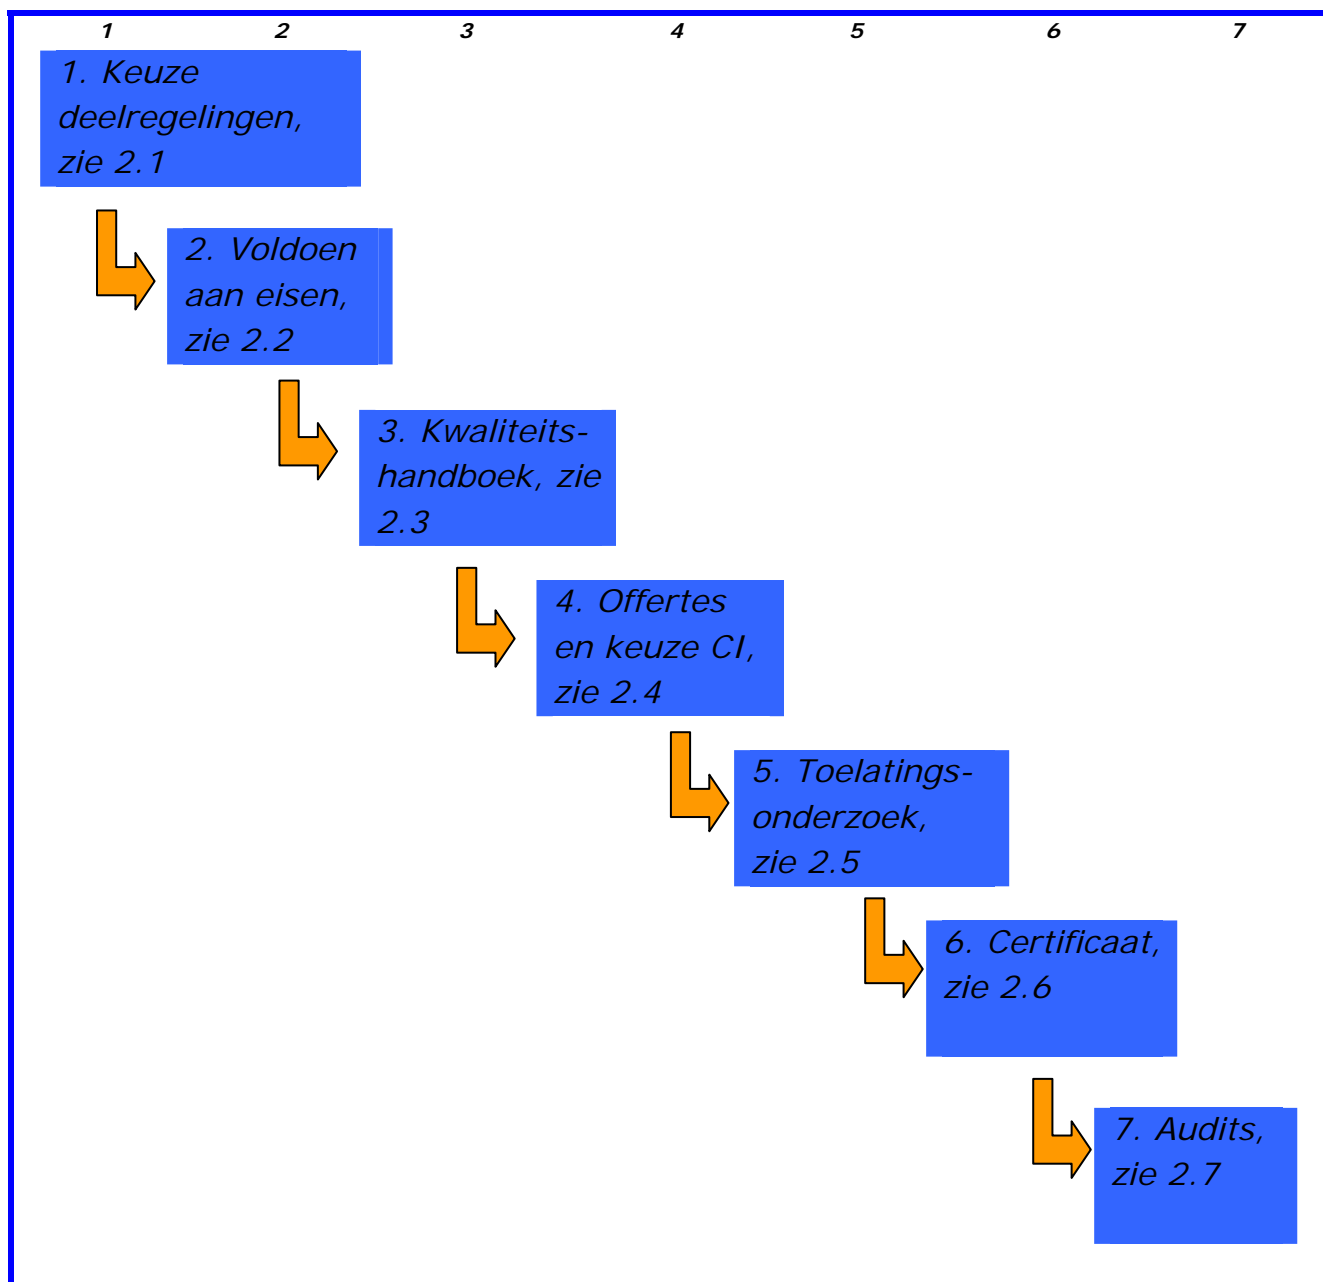 1 2 3 4 5 6 7
1. Keuze
deelregelingen,
zie 2.1
2. Voldoen
aan eisen,
zie 2.2
3. Kwaliteits-
handboek, zie
2.3
4. Offertes
en keuze CI,
zie 2.4
5. Toelatings-
onderzoek,
zie 2.5
6. Certificaat,
zie 2.6
7. Audits,
zie 2.7